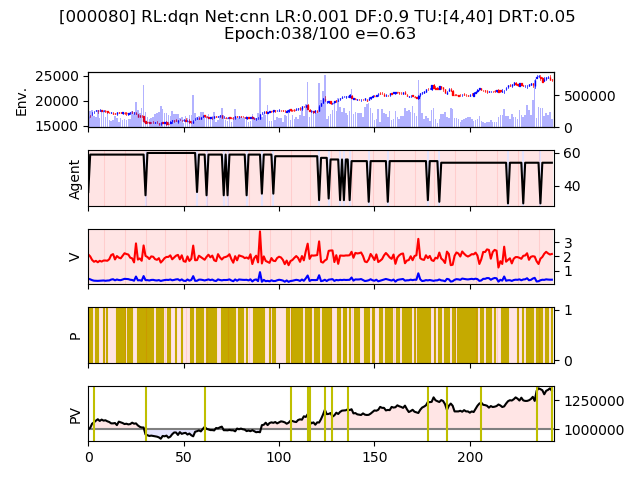 [000080] RL:dqn Net:cnn LR:0.001 DF:0.9 TU:[4,40] DRT:0.05
Epoch:038/100 e=0.63
Env.
25000
20000
15000
500000
0
Agent
60
40
V
3
2
1
P
1
0
PV
1250000
1000000
0
50
100
150
200